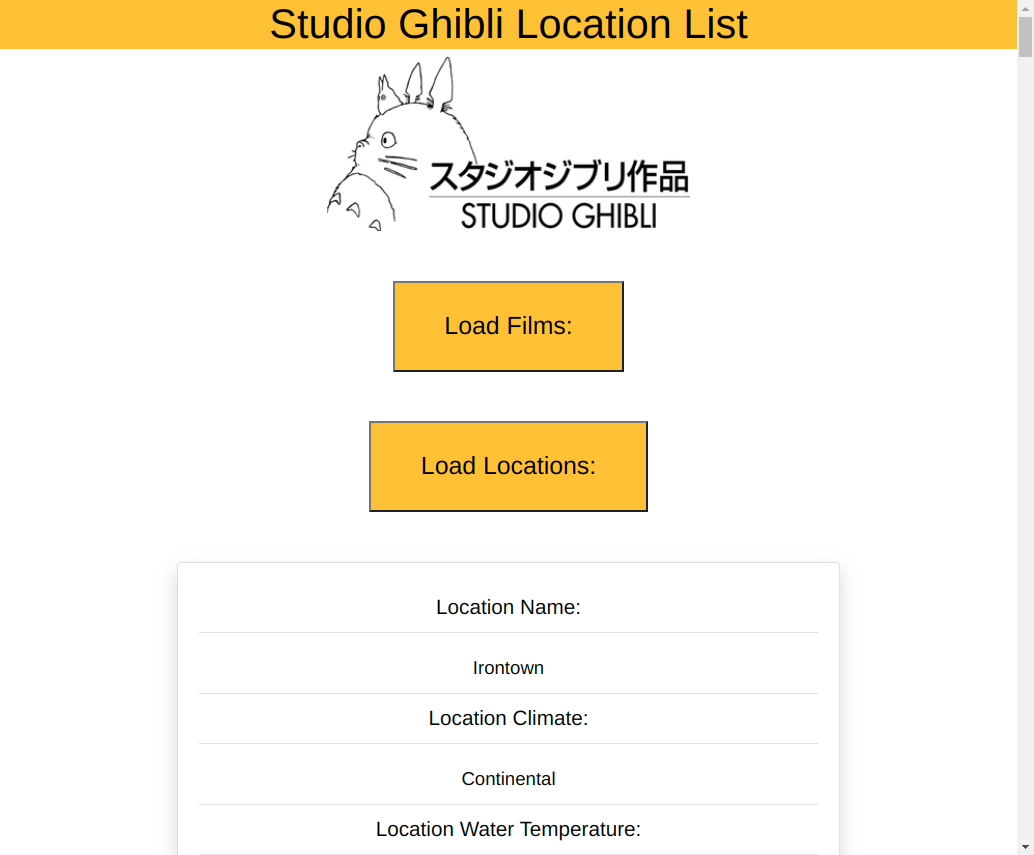 Studio Ghibli Location List
スタジオジブリ作品
STUDIO GHIBLI
Load Films:
Load Locations:
Location Name:
Irontown
Location Climate:
Continental
Location Water Temperature: